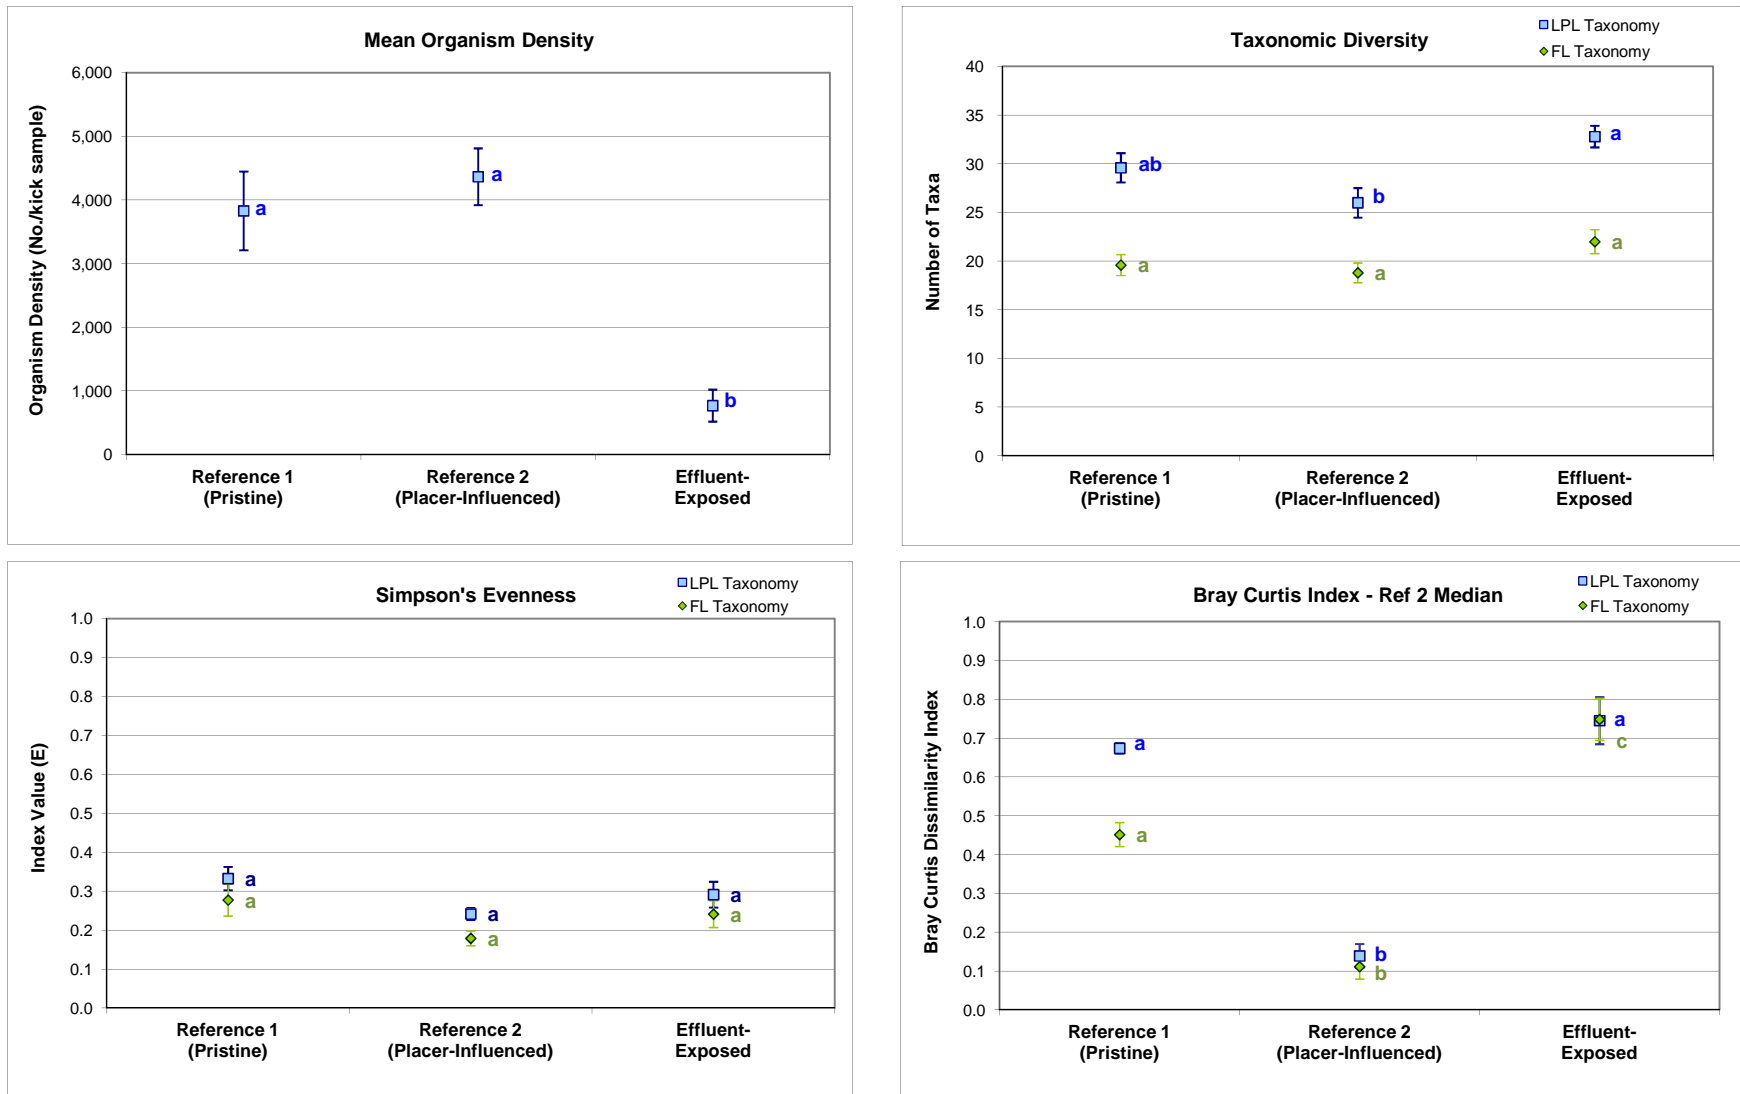 Mean Organism Density
Organism Density (No./kick sample)
6,000
5,000
4,000
3,000
2,000
1,000
0
a
a
b
Reference 1
(Pristine)
Reference 2
(Placer-Influenced)
Effluent-
Exposed
Taxonomic Diversity
LPL Taxonomy
FL Taxonomy
Number of Taxa
40
35
30
25
20
15
10
5
0
ab
b
a
a
a
a
Reference 1
(Pristine)
Reference 2
(Placer-Influenced)
Effluent-
Exposed
Simpson's Evenness
LPL Taxonomy
FL Taxonomy
Index Value (E)
1.0
0.9
0.8
0.7
0.6
0.5
0.4
0.3
0.2
0.1
0.0
a
a
a
a
a
a
Reference 1
(Pristine)
Reference 2
(Placer-Influenced)
Effluent-
Exposed
Bray Curtis Index - Ref 2 Median
LPL Taxonomy
FL Taxonomy
Bray Curtis Dissimilarity Index
1.0
0.9
0.8
0.7
0.6
0.5
0.4
0.3
0.2
0.1
0.0
a
a
b
b
a
c
Reference 1
(Pristine)
Reference 2
(Placer-Influenced)
Effluent-
Exposed